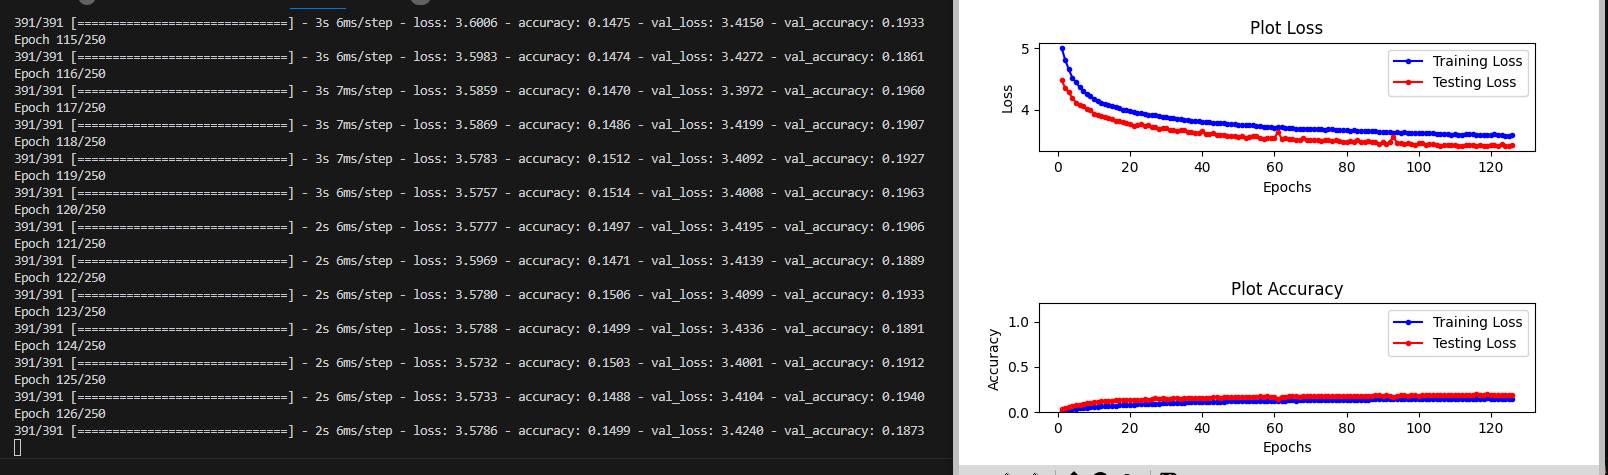 391/391 [==============================] - 3s 6ms/step - loss: 3.6006 - accuracy: 0.1475 - val_loss: 3.4150 - val_accuracy: 0.1933
Epoch 115/250
391/391 [==============================] - 3s 6ms/step - loss: 3.5983 - accuracy: 0.1474 - val_loss: 3.4272 - val_accuracy: 0.1861
Epoch 116/250
391/391 [==============================] - 3s 7ms/step - loss: 3.5859 - accuracy: 0.1470 - val_loss: 3.3972 - val_accuracy: 0.1960
Epoch 117/250
391/391 [==============================] - 3s 7ms/step - loss: 3.5869 - accuracy: 0.1486 - val_loss: 3.4199 - val_accuracy: 0.1907
Epoch 118/250
391/391 [==============================] - 3s 7ms/step - loss: 3.5783 - accuracy: 0.1512 - val_loss: 3.4092 - val_accuracy: 0.1927
Epoch 119/250
391/391 [==============================] - 3s 6ms/step - loss: 3.5757 - accuracy: 0.1514 - val_loss: 3.4008 - val_accuracy: 0.1963
Epoch 120/250
391/391 [==============================] - 2s 6ms/step - loss: 3.5777 - accuracy: 0.1497 - val_loss: 3.4195 - val_accuracy: 0.1906
Epoch 121/250
391/391 [==============================] - 2s 6ms/step - loss: 3.5969 - accuracy: 0.1471 - val_loss: 3.4139 - val_accuracy: 0.1889
Epoch 122/250
391/391 [==============================] - 2s 6ms/step - loss: 3.5780 - accuracy: 0.1506 - val_loss: 3.4099 - val_accuracy: 0.1933
Epoch 123/250
391/391 [==============================] - 2s 6ms/step - loss: 3.5788 - accuracy: 0.1499 - val_loss: 3.4336 - val_accuracy: 0.1891
Epoch 124/250
391/391 [==============================] - 2s 6ms/step - loss: 3.5732 - accuracy: 0.1503 - val_loss: 3.4001 - val_accuracy: 0.1912
Epoch 125/250
391/391 [==============================] - 2s 6ms/step - loss: 3.5733 - accuracy: 0.1488 - val_loss: 3.4104 - val_accuracy: 0.1940
Epoch 126/250
391/391 [==============================] - 2s 6ms/step - loss: 3.5786 - accuracy: 0.1499 - val_loss: 3.4240 - val_accuracy: 0.1873
Plot Loss
5
4
Loss
Training Loss
Testing Loss
0 20 40 60 80 100 120
Epochs
Plot Accuracy
1.0
0.5
0.0
Accuracy
Training Loss
Testing Loss
0 20 40 60 80 100 120
Epochs